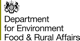 Department
for Environment
Food & Rural Affairs